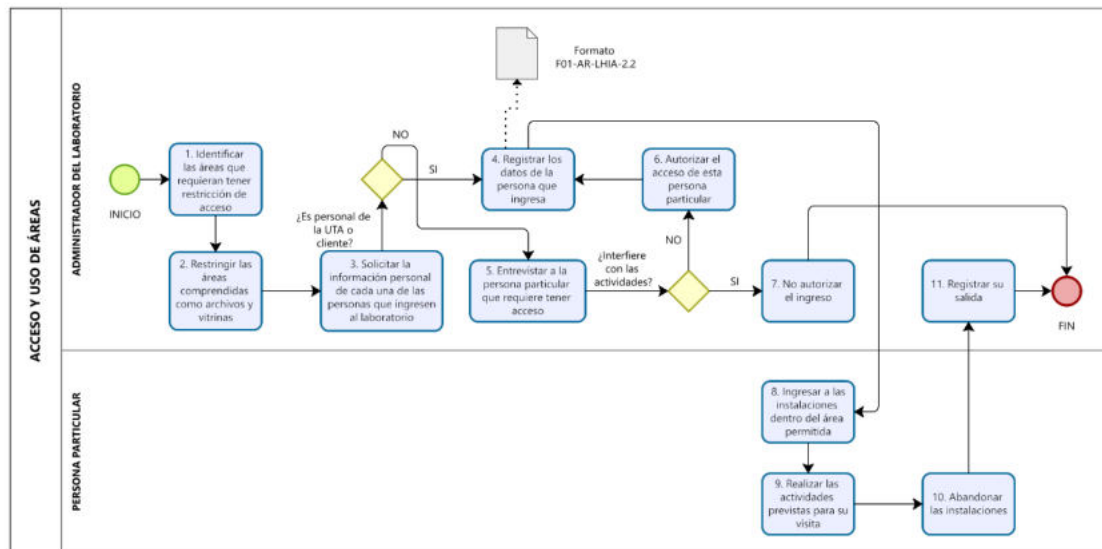 ACCESO Y USO DE ÁREAS
ADMINISTRADOR DEL LABORATORIO
Formato
F01-AR-LHIA-2.2
INICIO
1. Identificar
las áreas que
requieran tener
restricción de
acceso
2. Restringir las
áreas
comprendidas
como archivos y
vitrinas
¿Es personal de
la UTA o
cliente?
3. Solicitar la
información personal
de cada una de las
personas que ingresen
al laboratorio
NO
SI
4. Registrar los
datos de la
persona que
ingresa
5. Entrevistar a la
persona particular
que requiere tener
acceso
¿Interfiere
con las
actividades?
6. Autorizar el
acceso de esta
persona
particular
NO
SI
7. No autorizar
el ingreso
11. Registrar su
salida
FIN
PERSONA PARTICULAR
8. Ingresar a las
instalaciones
dentro del área
permitida
9. Realizar las
actividades
previstas para su
visita
10. Abandonar
las instalaciones